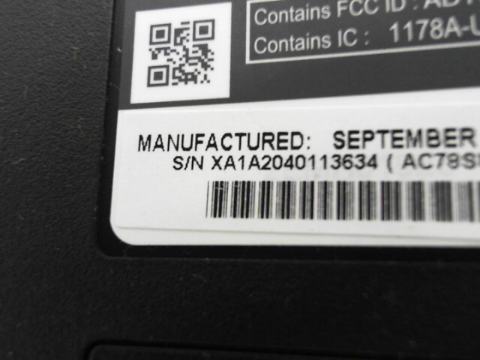 Contains FCC ID :
Contains IC : 1178A-
MANUFACTURED: SEPTEMBER
S/N XA1A2040113634 ( AC78S